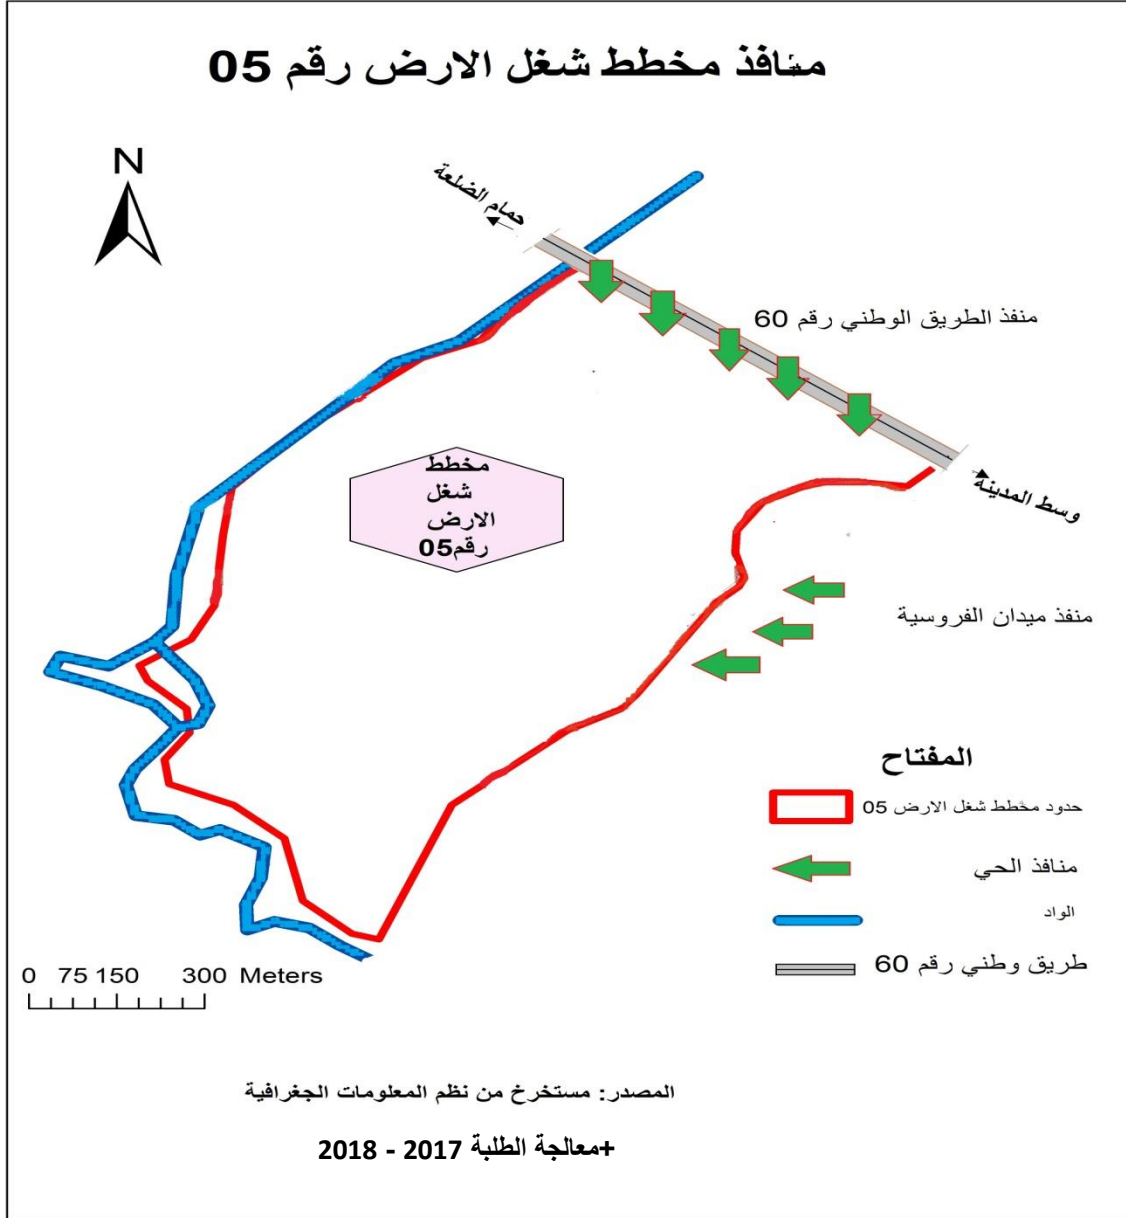 منافذ مخطط شغل الارض رقم 05
N
حمام الضلعة
منفذ الطريق الوطني رقم 60
وسط المدينة
مخطط
شغل
الارض
رقم05
منفذ ميدان الفروسية
المفتاح
حدود مخطط شغل الارض 05
منافذ الحي
الواد
طريق وطني رقم 60
0 75 150 300 Meters
المصدر: مستخرخ من نظم المعلومات الجغرافية
+معالجة الطلبة 2017 - 2018